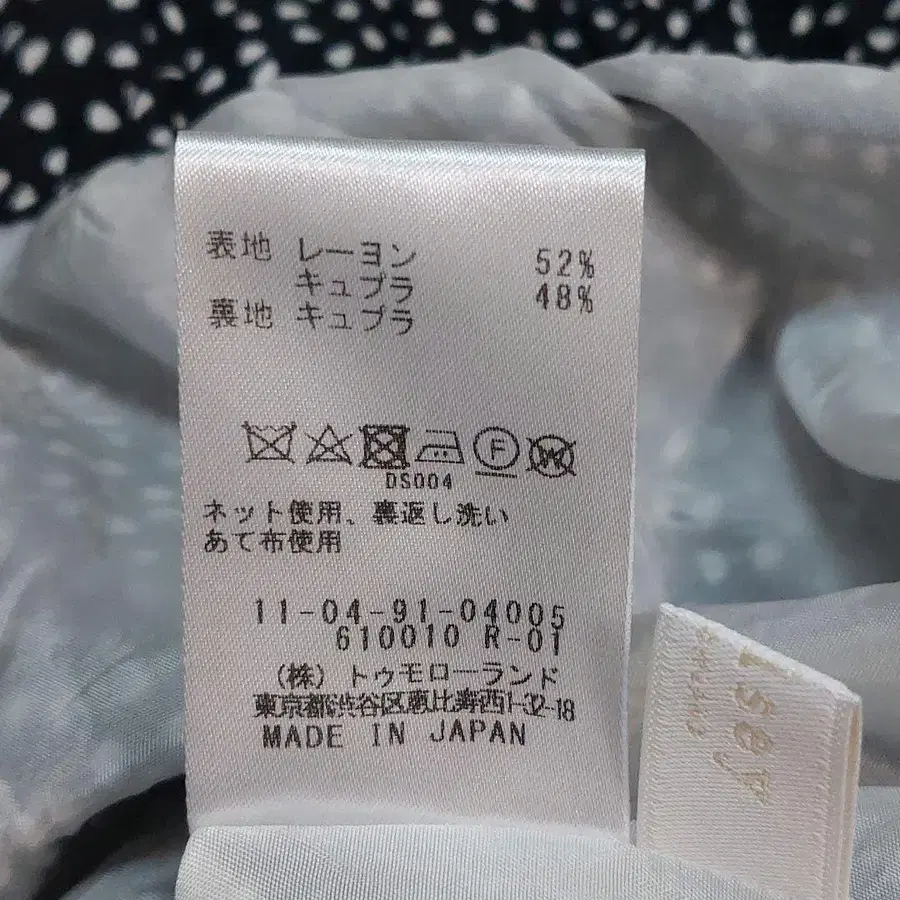 表地 レーヨン 52%
キュプラ 48%
裏地 キュプラ
F
W
DS004
ネット使用、裏返し洗い
あて布使用
11-04-91-04005
610010 R-01
(株)トゥモローランド
東京都渋谷区恵比寿西1-32-18
MADE IN JAPAN